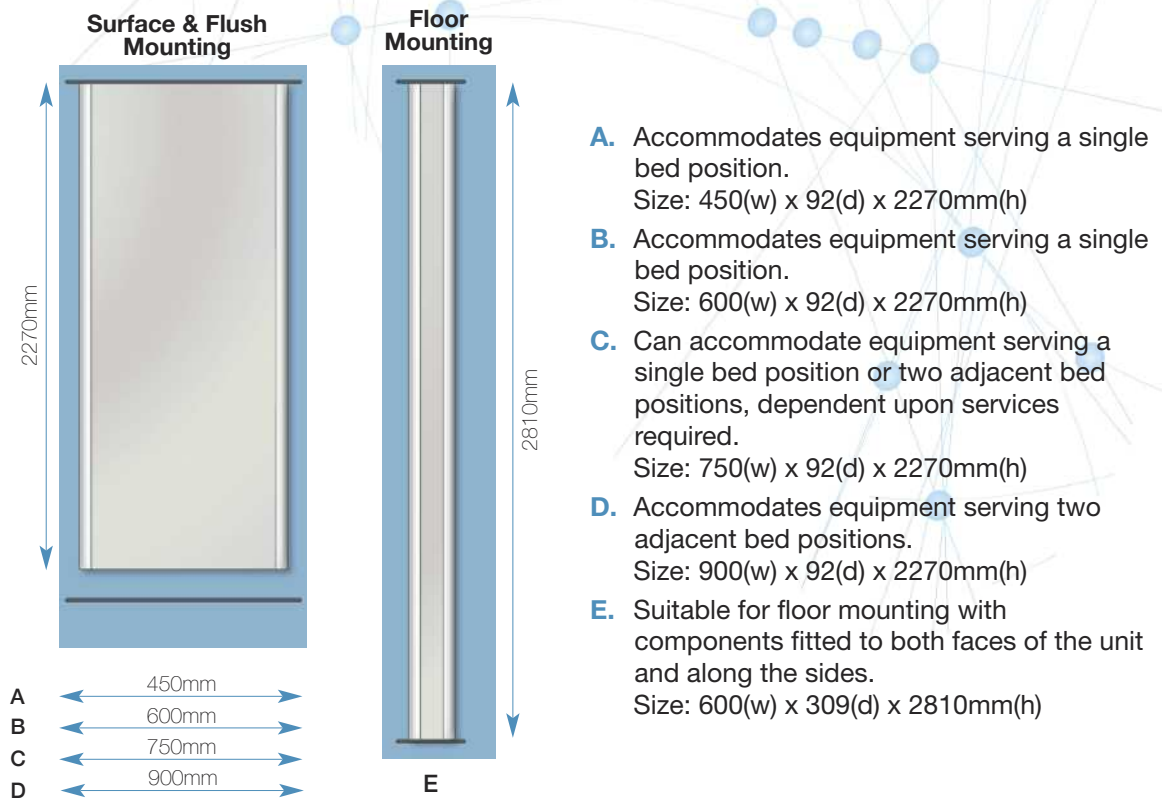 Surface & Flush
Mounting
Floor
Mounting
2270mm
2810mm
A
450mm
B
600mm
C
750mm
D
900mm
E
A. Accommodates equipment serving a single
bed position.
Size: 450(w) x 92(d) x 2270mm(h)
B. Accommodates equipment serving a single
bed position.
Size: 600(w) x 92(d) x 2270mm(h)
C. Can accommodate equipment serving a
single bed position or two adjacent bed
positions, dependent upon services
required.
Size: 750(w) x 92(d) x 2270mm(h)
D. Accommodates equipment serving two
adjacent bed positions.
Size: 900(w) x 92(d) x 2270mm(h)
E. Suitable for floor mounting with
components fitted to both faces of the unit
and along the sides.
Size: 600(w) x 309(d) x 2810mm(h)